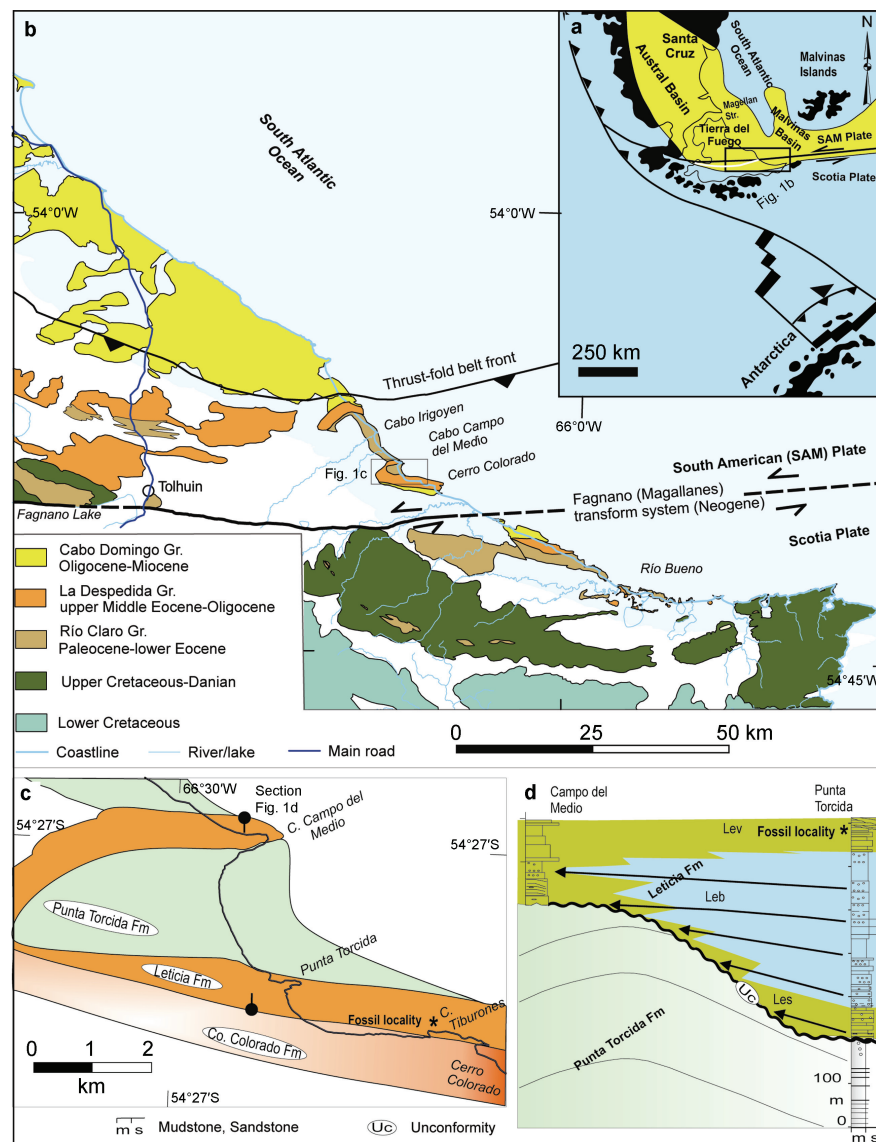 b
South Atlantic
Ocean
54°0'W
54°0'W
66°0'W
Thrust-fold belt front
Cabo Irigoyen
Cabo Campo
del Medio
Cerro Colorado
Fig. 1c
Tolhuin
Fagnano Lake
South American (SAM) Plate
Fagnano (Magallanes)
transform system (Neogene)
Scotia Plate
Río Bueno
54°45'W
Cabo Domingo Gr.
Oligocene-Miocene
La Despedida Gr.
upper Middle Eocene-Oligocene
Río Claro Gr.
Paleocene-lower Eocene
Upper Cretaceous-Danian
Lower Cretaceous
Coastline
River/lake
Main road
0 25 50 km
a
N
Santa
Cruz
Austral Basin
South Atlantic
Ocean
Malvinas
Islands
Magellan
Str.
Tierra del
Fuego
Malvinas
Basin
SAM Plate
Scotia Plate
Fig. 1b
250 km
Antarctica
c
66°30'W
Section
Fig. 1d
C. Campo del
Medio
54°27'S
54°27'S
Punta Torcida Fm
Punta Torcida
Leticia Fm
Fossil locality *
C.
Tiburones
Co. Colorado Fm
Cerro
Colorado
0 1 2
km
54°27'S
m s Mudstone, Sandstone
Uc Unconformity
d
Campo del
Medio
Punta
Torcida
Lev
Fossil locality *
Leticia Fm
Leb
Les
Uc
Punta Torcida Fm
100
m
0
m s